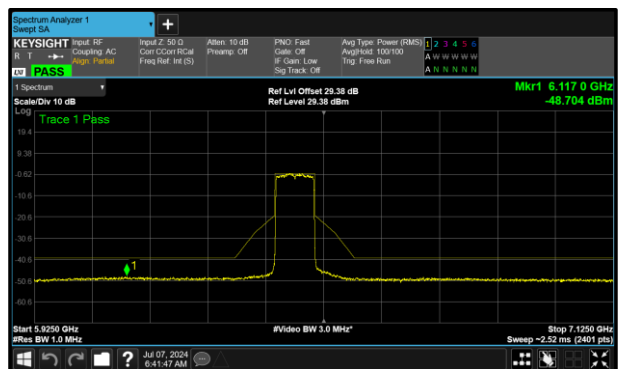 Spectrum Analyzer 1
Swept SA
+
KEYSIGHT
R T
LXI
PASS
Input: RF
Coupling: AC
Align: Partial
Input Z: 50 Ω
Corr CCorr RCal
Freq Ref: Int (S)
Atten: 10 dB
Preamp: Off
PNO: Fast
Gate: Off
IF Gain: Low
Sig Track: Off
Avg Type: Power (RMS)
Avg|Hold: 100/100
Trig: Free Run
1 2 3 4 5 6
A W W W W W
A N N N N N
1 Spectrum
Scale/Div 10 dB
Log
Ref Lvl Offset 29.38 dB
Ref Level 29.38 dBm
Mkr1 6.117 0 GHz
-48.704 dBm
Trace 1 Pass
19.4
9.38
-0.62
-10.6
-20.6
-30.6
-40.6
-50.6
-60.6
1
Start 5.9250 GHz
#Res BW 1.0 MHz
#Video BW 3.0 MHz*
Stop 7.1250 GHz
Sweep ~2.52 ms (2401 pts)
?
Jul 07, 2024
6:41:47 AM